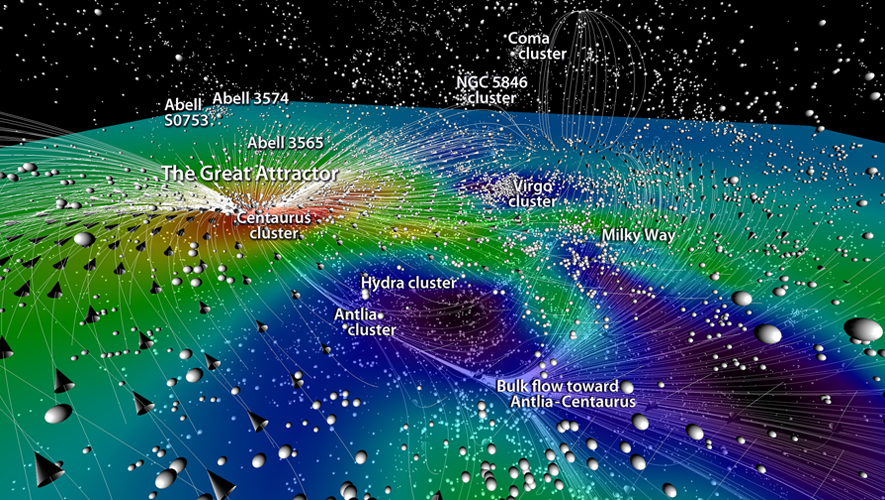 Coma
cluster
NGC 5846
cluster
Abell
S0753
Abell 3574
Abell 3565
The Great Attractor
Centaurus
cluster
Virgo
cluster
Milky Way
Hydra cluster
Antlia
cluster
Bulk flow toward
Antlia-Centaurus